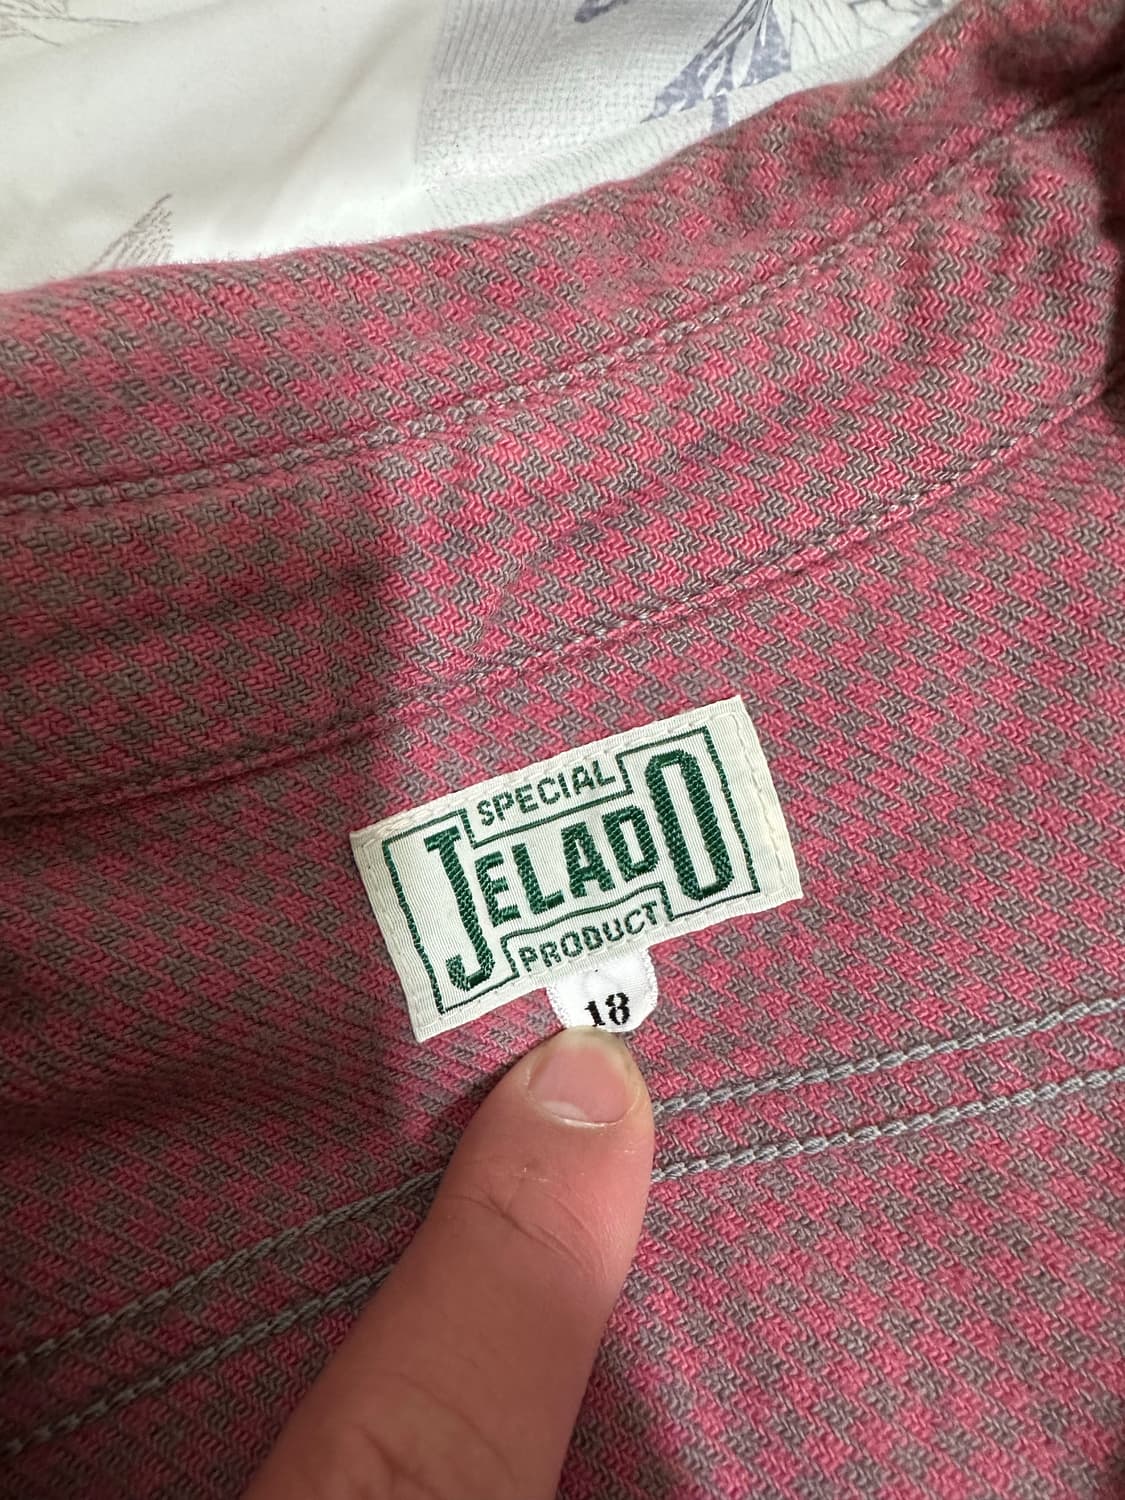 SPECIAL
JELADO
PRODUCT
18